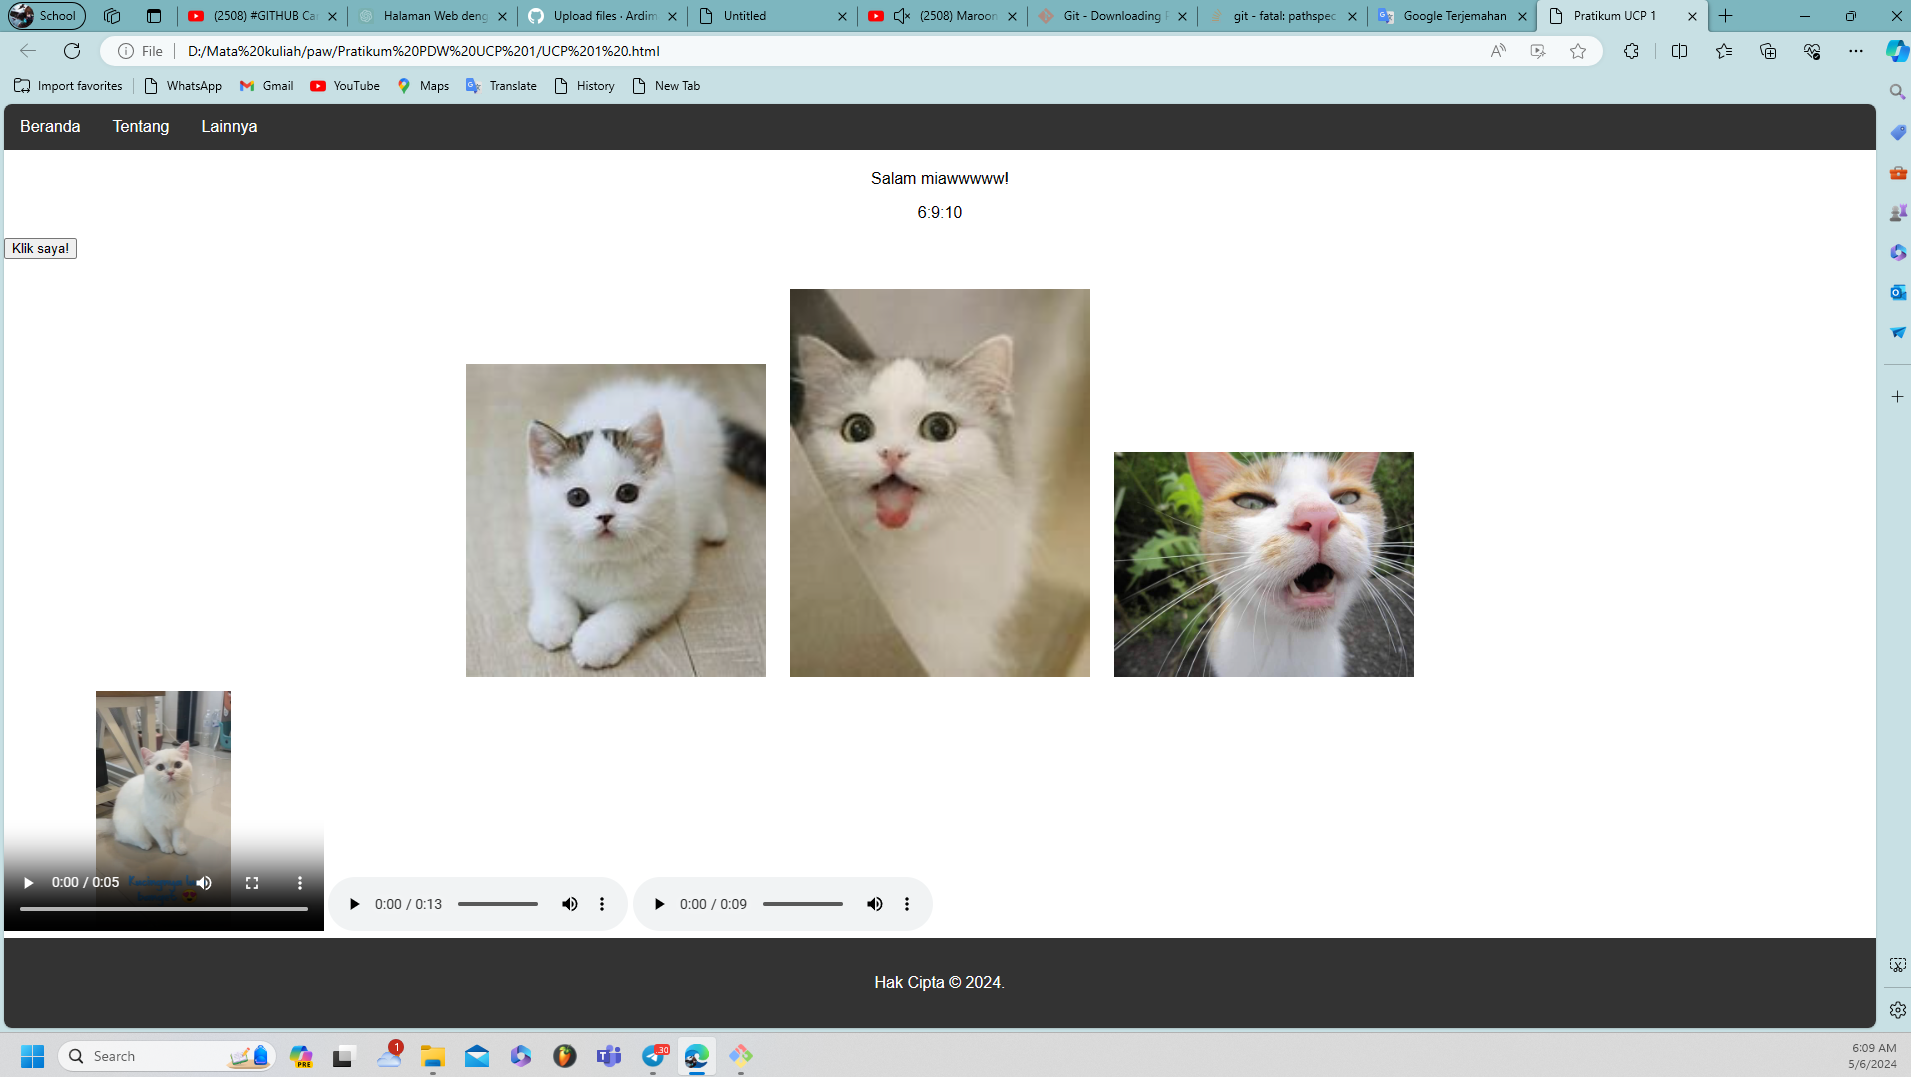 School
(2508) #GITHUB Ca
Halaman Web deng
Upload files · Ardim
Untitled
(2508) Maroon
Git - Downloading P
git - fatal: pathspec
Google Terjemahan
Pratikum UCP 1
File
D:/Mata%20kuliah/paw/Pratikum%20PDW%20UCP%201/UCP%201%20.html
Import favorites
WhatsApp
Gmail
YouTube
Maps
Translate
History
New Tab
Beranda
Tentang
Lainnya
Salam miawwwww!
6:9:10
Klik saya!
0:00 / 0:05
0:00 / 0:13
0:00 / 0:09
Hak Cipta © 2024.
Search
PRE
1
30
6:09 AM
5/6/2024